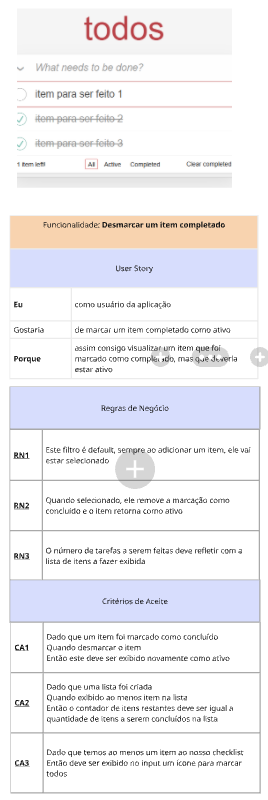 todos
What needs to be done?
item para ser feito 1
item para ser feito 2
item para ser feito 3
1 item left!
All Active Completed Clear completed
Funcionalidade: Desmarcar um item completado
User Story
Eu como usuário da aplicação
Gostaria de marcar um item completado como ativo
Porque
assim consigo visualizar um item que foi
marcado como completado, mas que deveria
estar ativo
Regras de Negócio
RN1
Este filtro é default, sempre ao adicionar um item, ele vai
estar selecionado
RN2
Quando selecionado, ele remove a marcação como
concluído e o item retorna como ativo
RN3
O número de tarefas a serem feitas deve refletir com a
lista de itens a fazer exibida
Critérios de Aceite
CA1
Dado que um item foi marcado como concluído
Quando desmarcar o item
Então este deve ser exibido novamente como ativo
CA2
Dado que uma lista foi criada
Quando exibido ao menos item na lista
Então o contador de itens restantes deve ser igual a
quantidade de itens a serem concluídos na lista
CA3
Dado que temos ao menos um item ao nosso checklist
Então deve ser exibido no input um ícone para marcar
todos